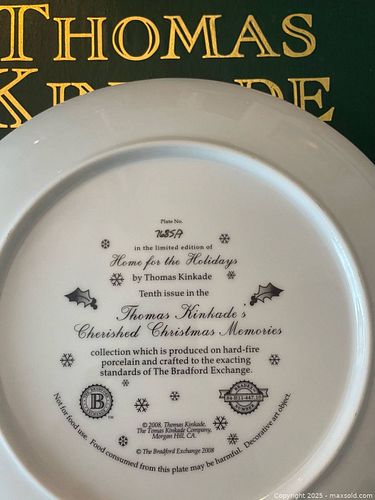 THOMAS
KINKADE
Plate No.
7685A
in the limited edition of
Home for the Holidays
by Thomas Kinkade
Tenth issue in the
Thomas Kinkade's
Cherished Christmas Memories
collection which is produced on hard-fire
porcelain and crafted to the exacting
standards of The Bradford Exchange.
B
© 2008, Thomas Kinkade,
The Tomas Kinkade Company,
Morgan Hill, CA.
© The Bradford Exchange 2008
Not for food use. Food consumed from this plate may be harmful. Decorative art object.
Copyright © 2025 - maxsold.com